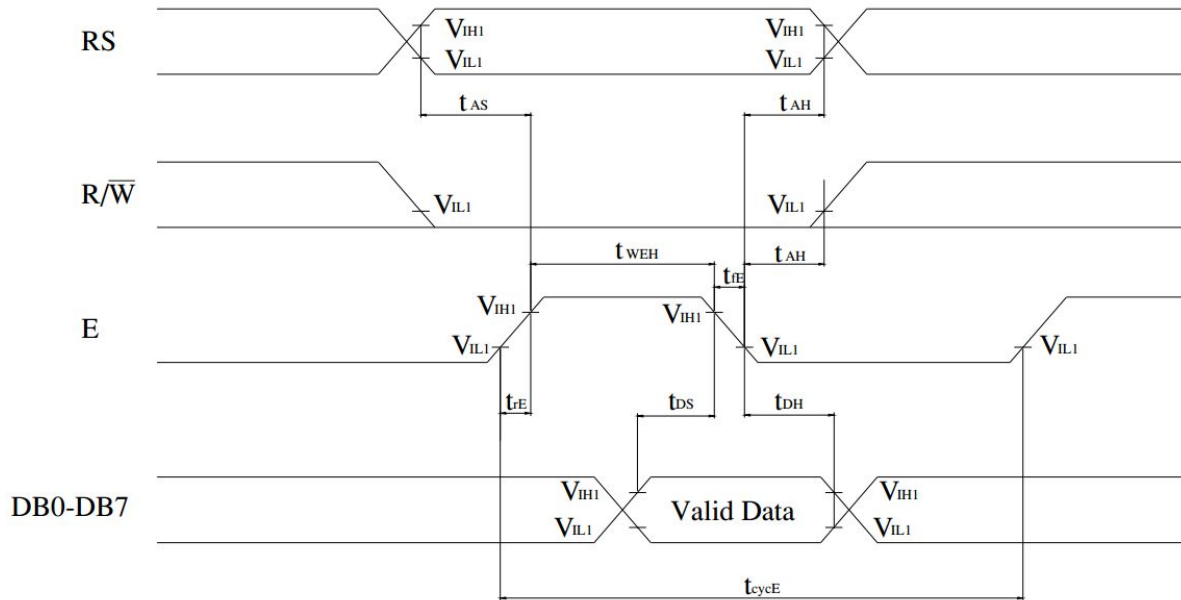 RS
VIH1
VIH1
VIL1
VIL1
tAS
tAH
R/W̅
VIL1
VIL1
tWEH
tfE
tAH
E
VIH1
VIH1
VIL1
VIL1
VIL1
trE
tDS
tDH
DB0-DB7
VIH1
Valid Data
VIH1
VIL1
VIL1
tcycE